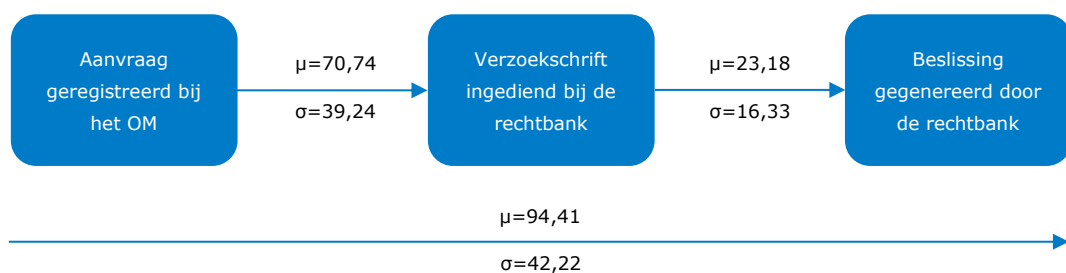 Aanvraag
geregistreerd bij
het OM
μ=70,74
σ=39,24
Verzoekschrift
ingediend bij de
rechtbank
μ=23,18
σ=16,33
Beslissing
gegenereerd door
de rechtbank
μ=94,41
σ=42,22